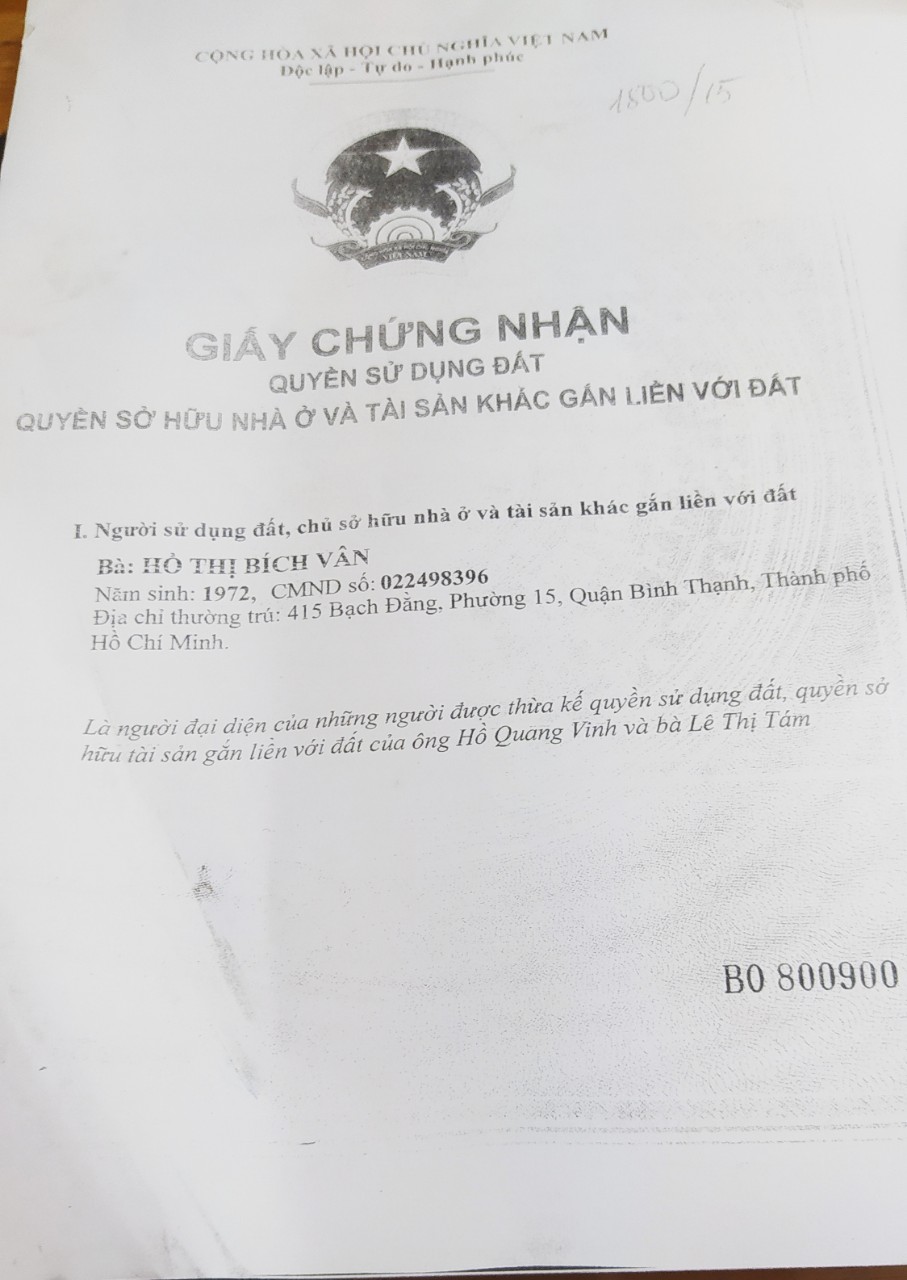 CỘNG HÒA XÃ HỘI CHỦ NGHĨA VIỆT NAM
Độc lập - Tự do - Hạnh phúc
1800/15
VIỆT NAM
GIẤY CHỨNG NHẬN
QUYỀN SỬ DỤNG ĐẤT
QUYỀN SỞ HỮU NHÀ Ở VÀ TÀI SẢN KHÁC GẮN LIỀN VỚI ĐẤT
I. Người sử dụng đất, chủ sở hữu nhà ở và tài sản khác gắn liền với đất
Bà: HỒ THỊ BÍCH VÂN
Năm sinh: 1972, CMND số: 022498396
Địa chỉ thường trú: 415 Bạch Đằng, Phường 15, Quận Bình Thạnh, Thành phố
Hồ Chí Minh.
Là người đại diện của những người được thừa kế quyền sử dụng đất, quyền sở
hữu tài sản gắn liền với đất của ông Hồ Quang Vinh và bà Lê Thị Tám
BO 800900